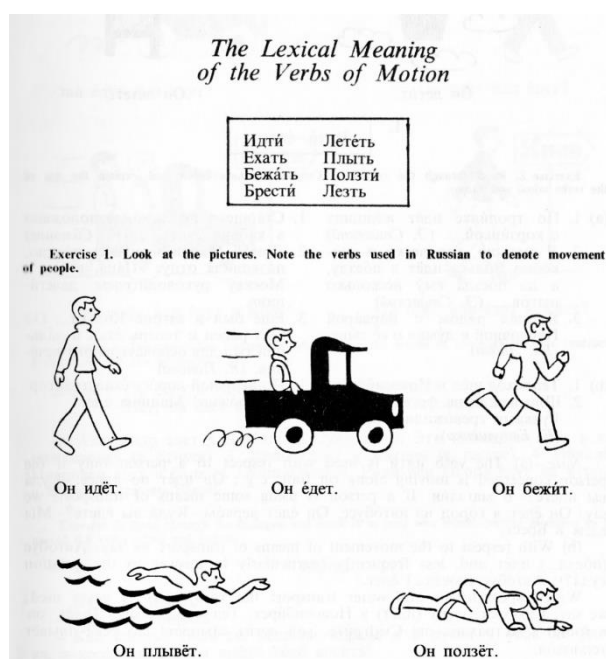 The Lexical Meaning
of the Verbs of Motion
Идти́ Лете́ть
Е́хать Плыть
Бежа́ть Ползти́
Брести́ Лезть
Exercise 1. Look at the pictures. Note the verbs used in Russian to denote movement
of people.
Он идёт. Он е́дет. Он бежи́т.
Он плывёт. Он ползёт.